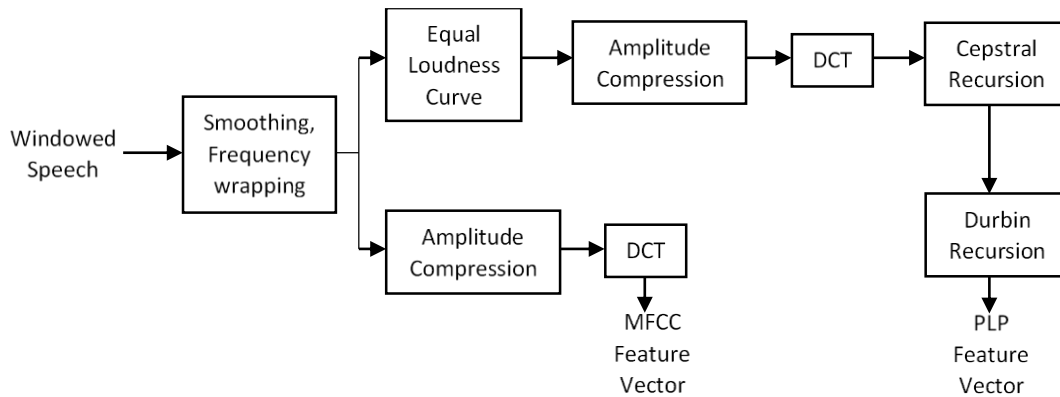 Windowed
Speech
Smoothing,
Frequency
wrapping
Equal
Loudness
Curve
Amplitude
Compression
DCT
Cepstral
Recursion
Durbin
Recursion
PLP
Feature
Vector
Amplitude
Compression
DCT
MFCC
Feature
Vector